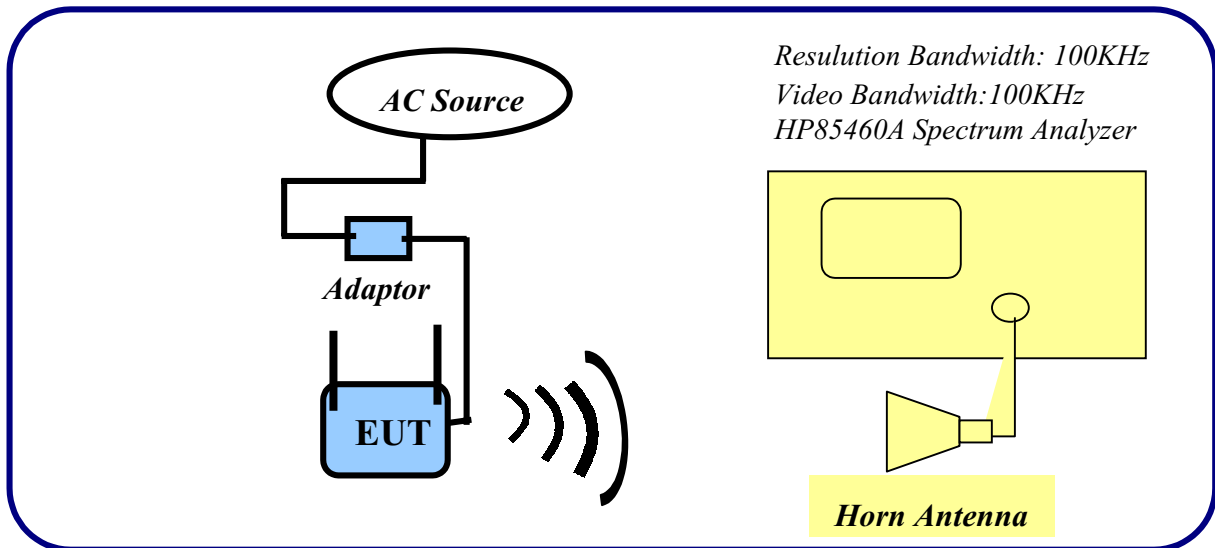 AC Source
Resulution Bandwidth: 100KHz
Video Bandwidth:100KHz
HP85460A Spectrum Analyzer
Adaptor
EUT
Horn Antenna